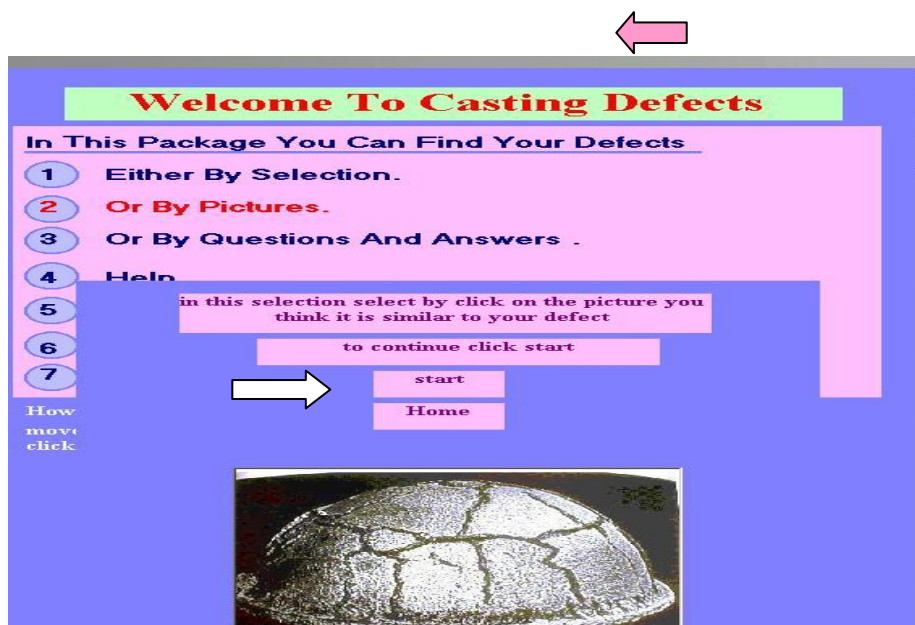 Welcome To Casting Defects
In This Package You Can Find Your Defects
1 Either By Selection.
2 Or By Pictures.
3 Or By Questions And Answers .
4 Help
5
6
7
in this selection select by click on the picture you
think it is similar to your defect
to continue click start
start
Home
How
click